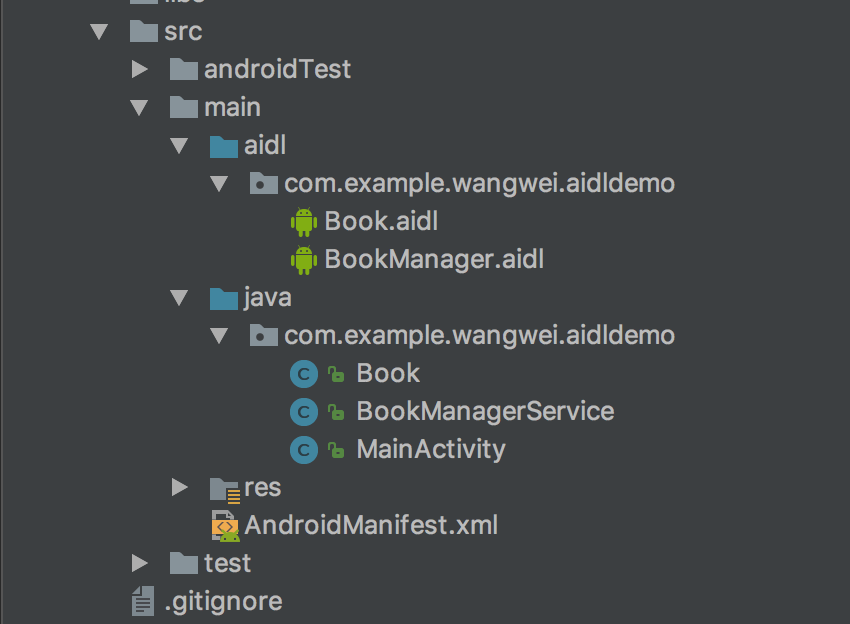 src
androidTest
main
aidl
com.example.wangwei.aidldemo
Book.aidl
BookManager.aidl
java
com.example.wangwei.aidldemo
C Book
C BookManagerService
C MainActivity
res
AndroidManifest.xml
test
.gitignore